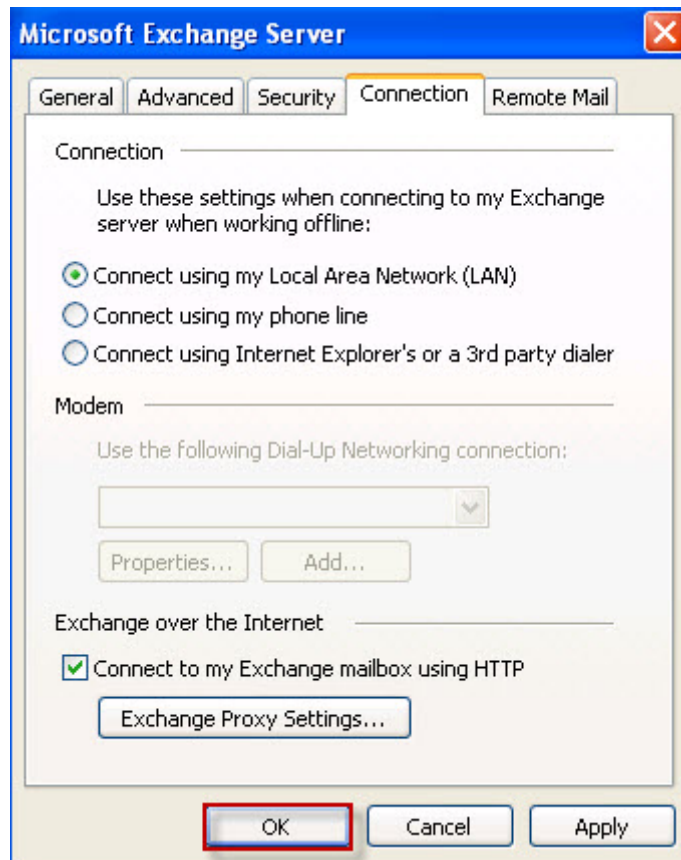 Microsoft Exchange Server
General Advanced Security Connection Remote Mail
Connection
Use these settings when connecting to my Exchange
server when working offline:
Connect using my Local Area Network (LAN)
Connect using my phone line
Connect using Internet Explorer's or a 3rd party dialer
Modem
Use the following Dial-Up Networking connection:
Properties... Add...
Exchange over the Internet
Connect to my Exchange mailbox using HTTP
Exchange Proxy Settings...
OK Cancel Apply